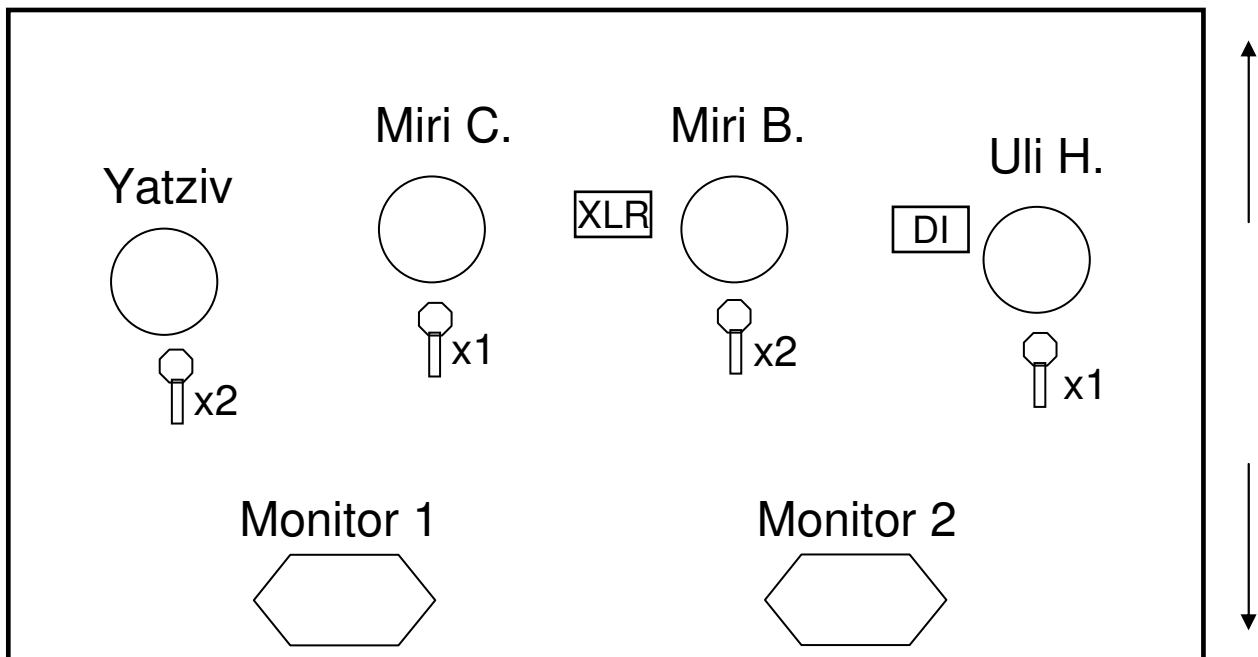 Miri C.
Miri B.
Uli H.
Yatziv
XLR
DI
x1
x2
x1
x2
Monitor 1
Monitor 2